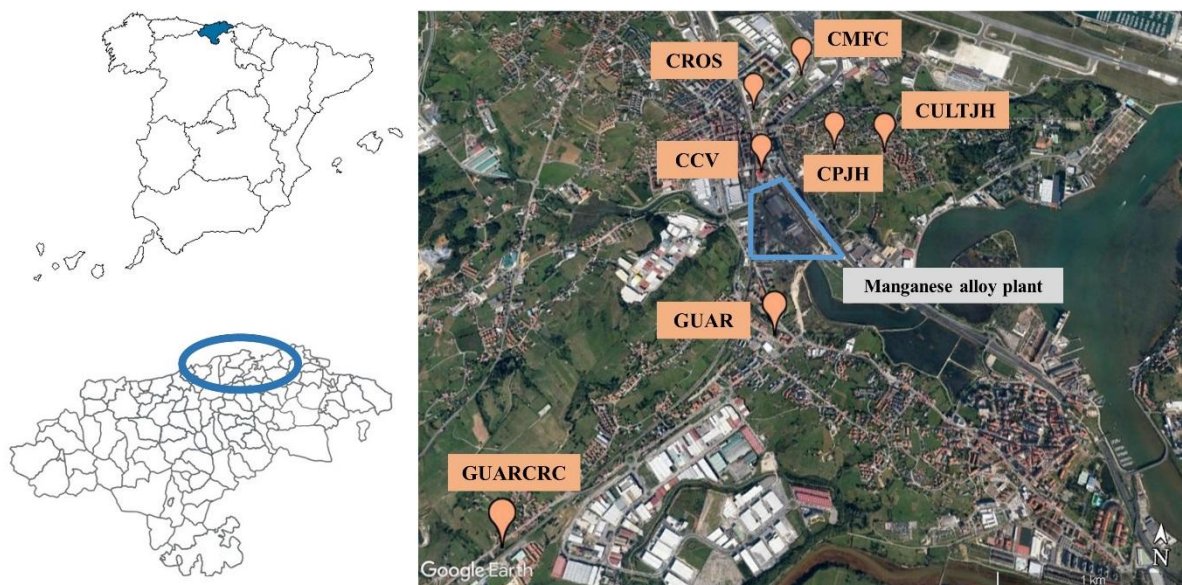 CMFC
CROS
CULTJH
CCV
CPJH
Manganese alloy plant
GUAR
GUARCRC
Google Earth
1 km
N